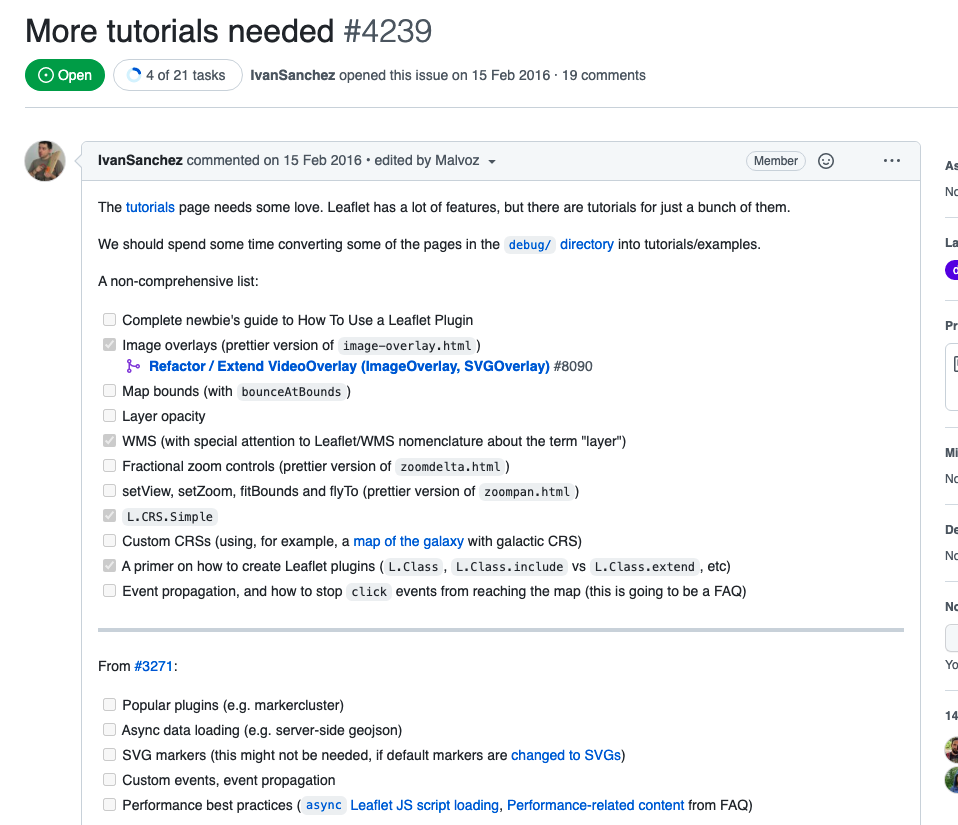 More tutorials needed #4239
Open
4 of 21 tasks
IvanSanchez opened this issue on 15 Feb 2016 · 19 comments
IvanSanchez commented on 15 Feb 2016 • edited by Malvoz
Member
The tutorials page needs some love. Leaflet has a lot of features, but there are tutorials for just a bunch of them.
We should spend some time converting some of the pages in the debug/ directory into tutorials/examples.
A non-comprehensive list:
Complete newbie's guide to How To Use a Leaflet Plugin
Image overlays (prettier version of image-overlay.html )
Refactor / Extend VideoOverlay (ImageOverlay, SVGOverlay) #8090
Map bounds (with bounceAtBounds )
Layer opacity
WMS (with special attention to Leaflet/WMS nomenclature about the term "layer")
Fractional zoom controls (prettier version of zoomdelta.html )
setView, setZoom, fitBounds and flyTo (prettier version of zoompan.html )
L.CRS.Simple
Custom CRSs (using, for example, a map of the galaxy with galactic CRS)
A primer on how to create Leaflet plugins ( L.Class , L.Class.include vs L.Class.extend , etc)
Event propagation, and how to stop click events from reaching the map (this is going to be a FAQ)
From #3271:
Popular plugins (e.g. markercluster)
Async data loading (e.g. server-side geojson)
SVG markers (this might not be needed, if default markers are changed to SVGs)
Custom events, event propagation
Performance best practices ( async Leaflet JS script loading, Performance-related content from FAQ)
As
No
La
d
Pr
Mi
No
De
No
No
Yo
14